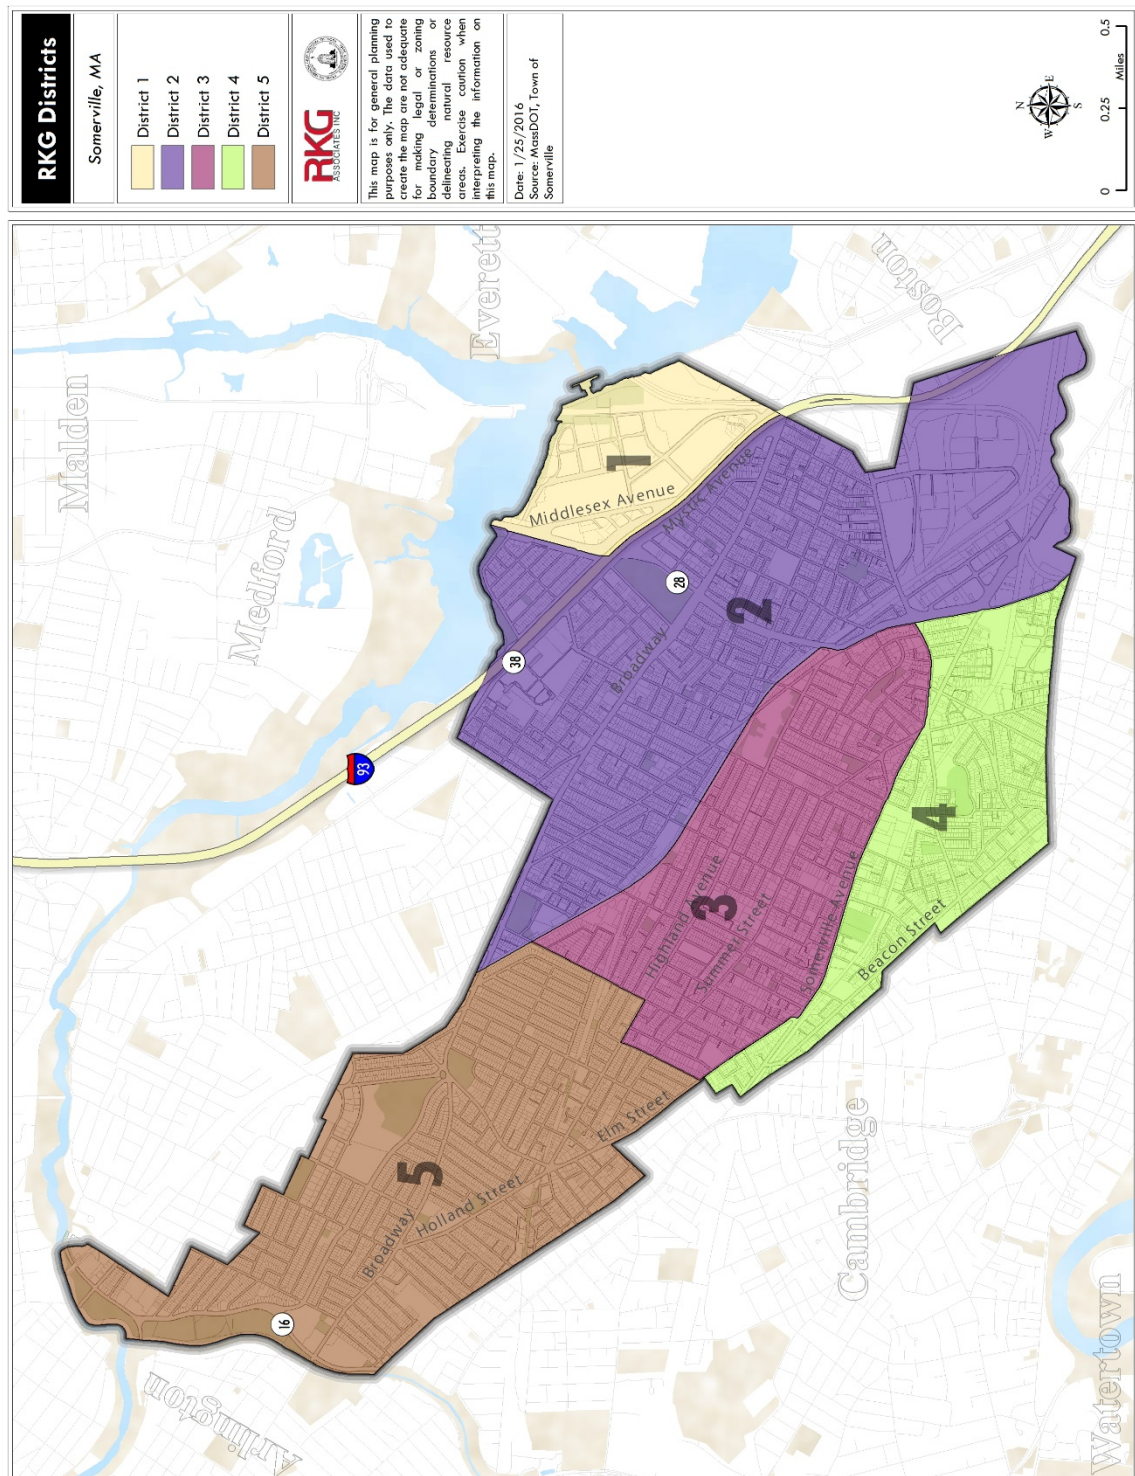 RKG Districts
Somerville, MA
District 1
District 2
District 3
District 4
District 5
RKG
ASSOCIATES INC
This map is for general planning
purposes only. The data used to
create the map are not adequate
for making legal or zoning
boundary determinations or
delineating natural resource
areas. Exercise caution when
interpreting the information on
this map.
Date: 1/25/2016
Source: MassDOT, Town of
Somerville
N
W E
S
0 0.25 0.5
Miles
Malden
Everett
Medford
Boston
Arlington
Cambridge
Watertown
93
38
28
16
1
Middlesex Avenue
Mystic Avenue
2
Broadway
3
Highland Avenue
Summer Street
Somerville Avenue
4
Beacon Street
5
Broadway
Holland Street
Elm Street